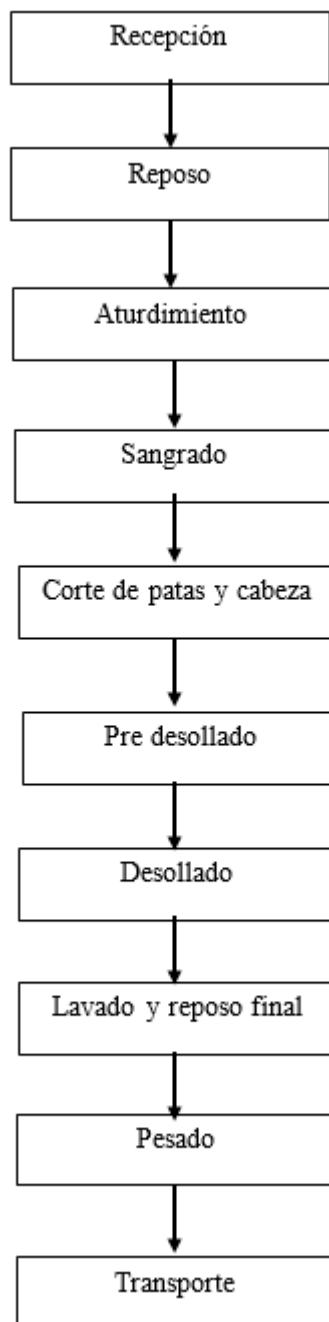 Recepción
Reposo
Aturdimiento
Sangrado
Corte de patas y cabeza
Pre desollado
Desollado
Lavado y reposo final
Pesado
Transporte